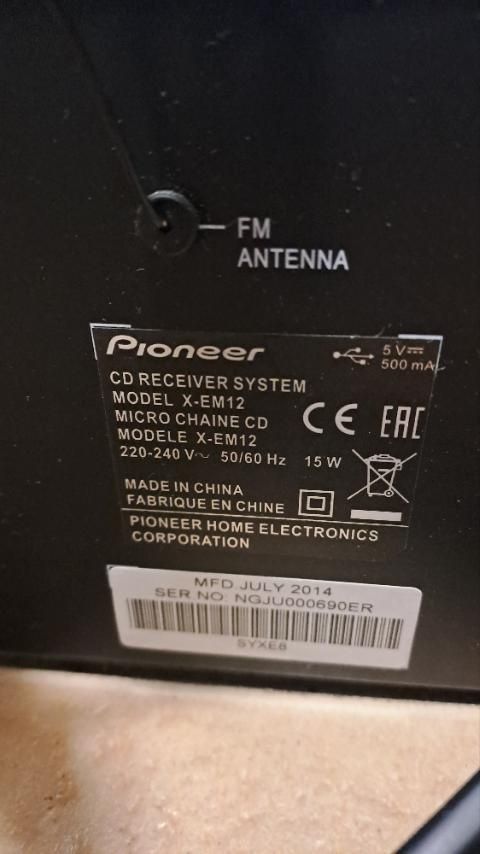 FM
ANTENNA
Pioneer
5 V⎓
500 mA
CD RECEIVER SYSTEM
MODEL X-EM12
MICRO CHAINE CD
MODELE X-EM12
CE EAC
220-240 V~ 50/60 Hz 15 W
MADE IN CHINA
FABRIQUE EN CHINE
PIONEER HOME ELECTRONICS
CORPORATION
MFD JULY 2014
SER NO: NGJU000690ER
SYXE8